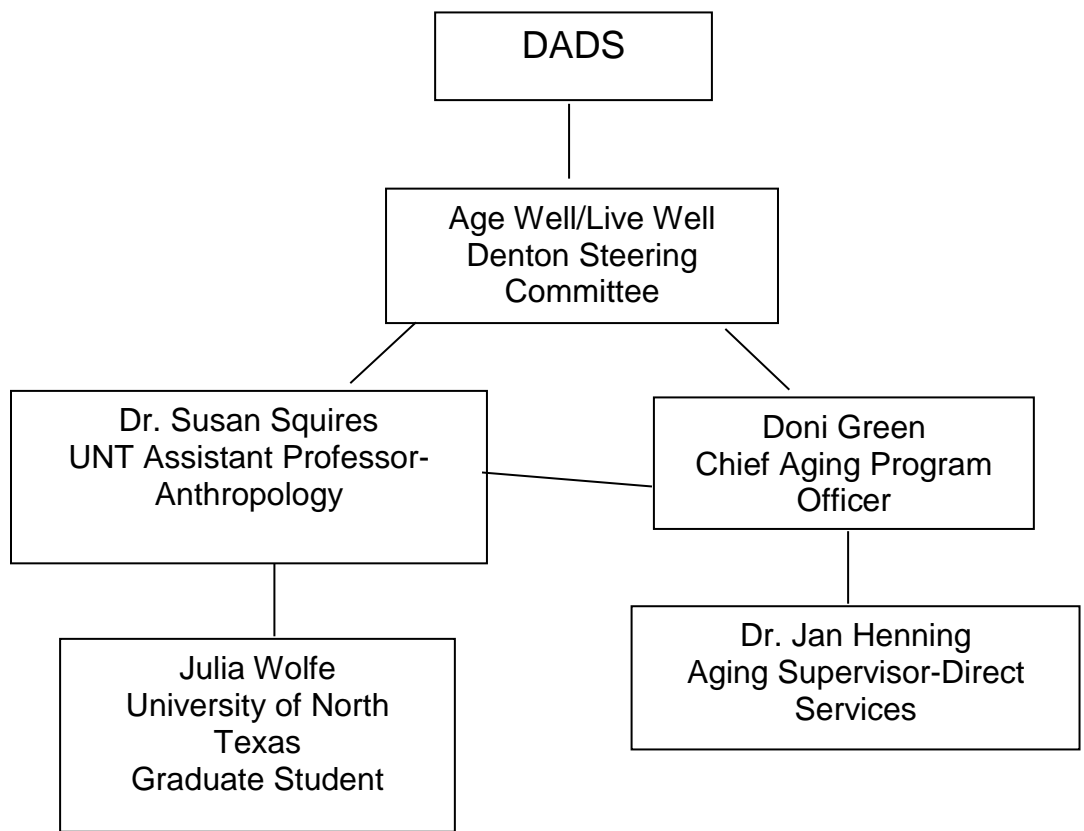 DADS
Age Well/Live Well
Denton Steering
Committee
Dr. Susan Squires
UNT Assistant Professor-
Anthropology
Doni Green
Chief Aging Program
Officer
Julia Wolfe
University of North
Texas
Graduate Student
Dr. Jan Henning
Aging Supervisor-Direct
Services